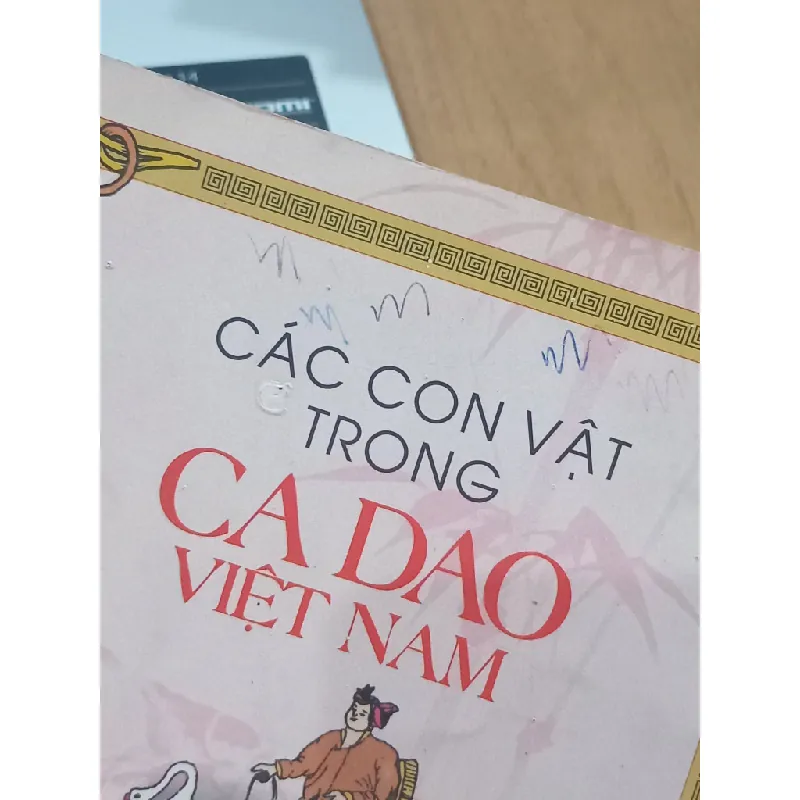 CÁC CON VẬT
TRONG
CA DAO
VIỆT NAM